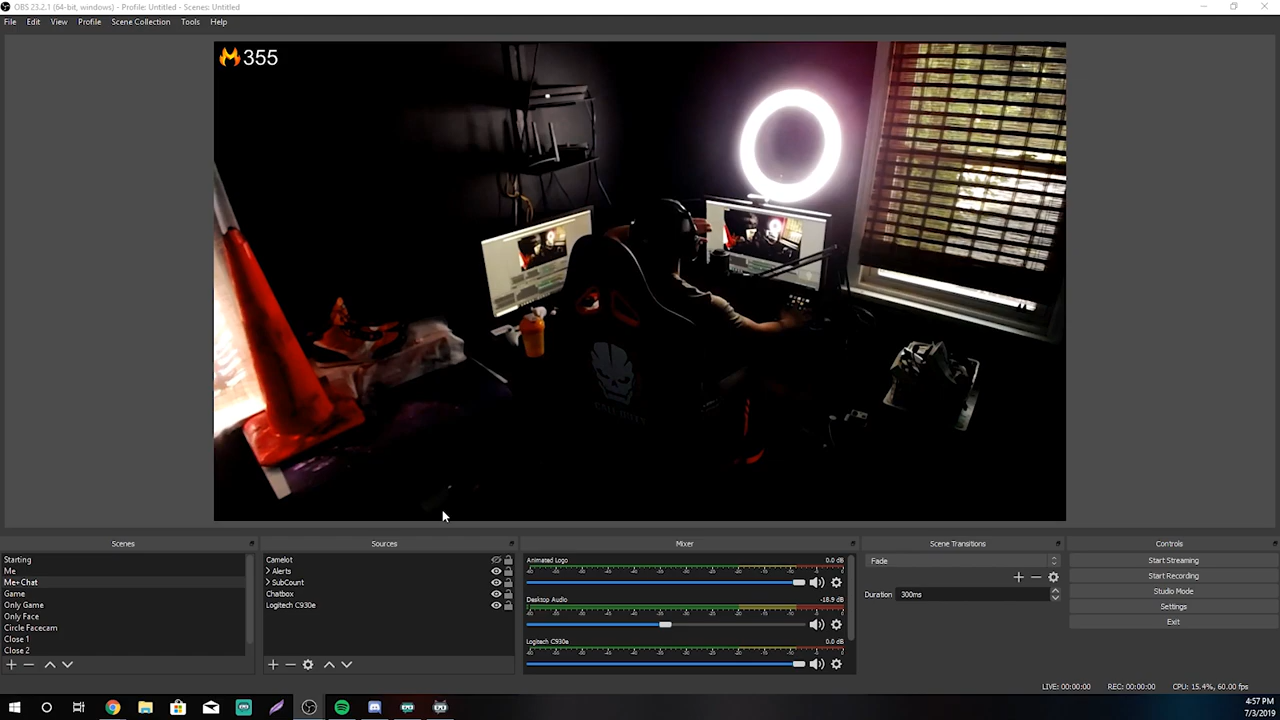 OBS 23.2.1 (64-bit, windows) - Profile: Untitled - Scenes: Untitled
File Edit View Profile Scene Collection Tools Help
355
Scenes
Starting
Me
Me+Chat
Game
Only Game
Only Face
Circle Facecam
Close 1
Close 2
Sources
Camelot
Alerts
SubCount
Chatbox
Logitech C930e
Mixer
Animated Logo 0.0 dB
Desktop Audio -18.9 dB
Logitech C930e 0.0 dB
Scene Transitions
Fade
Duration 300ms
Controls
Start Streaming
Start Recording
Studio Mode
Settings
Exit
LIVE: 00:00:00 REC: 00:00:00 CPU: 15.4%, 60.00 fps
4:57 PM
7/3/2019